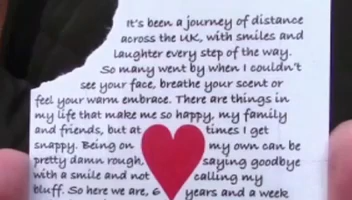 It's been a journey of distance
across the UK, with smiles and
laughter every step of the way.
So many went by when I couldn't
see your face, breathe your scent or
feel your warm embrace. There are things in
my life that make me so happy, my family
and friends, but at times I get
snappy. Being on my own can be
pretty damn rough, saying goodbye
with a smile and not calling my
bluff. So here we are, 6 years and a week